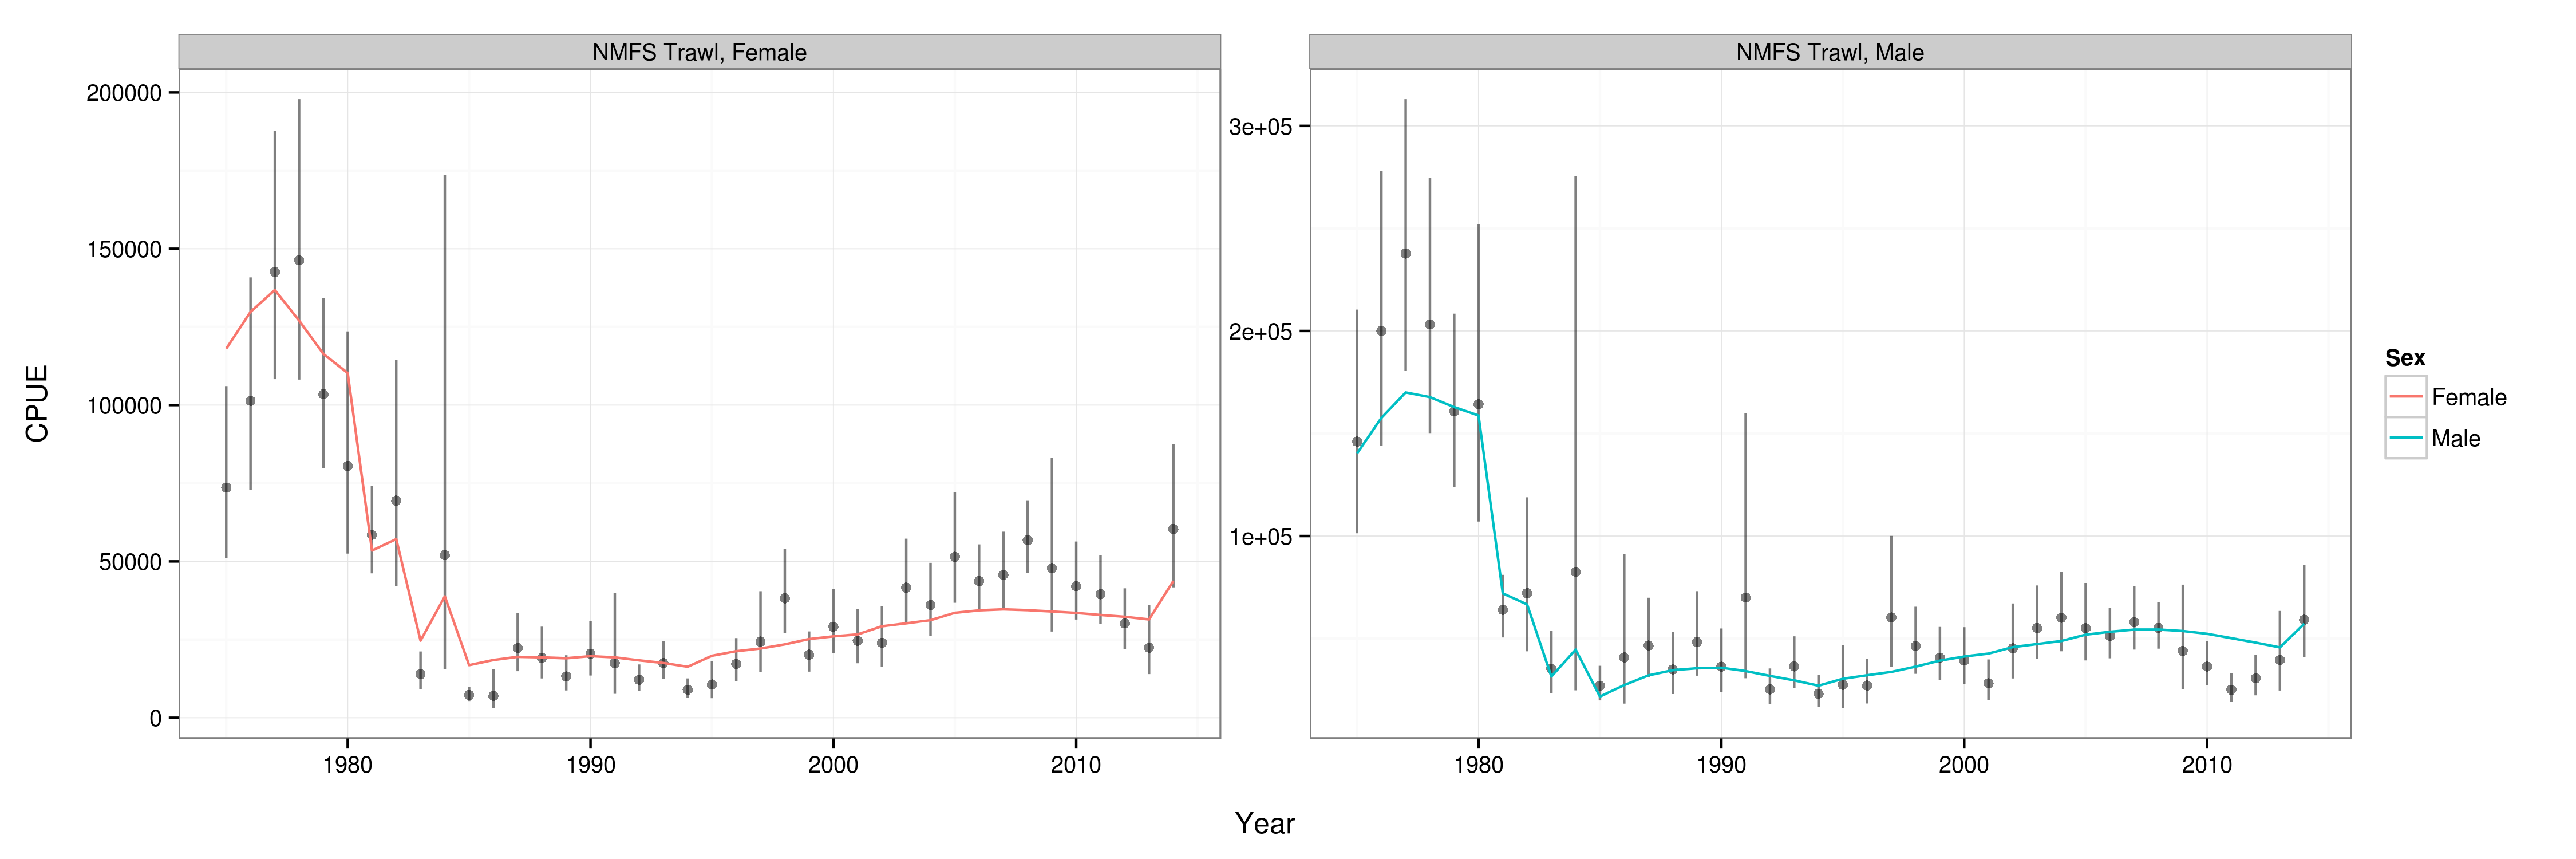 NMFS Trawl, Female
NMFS Trawl, Male
CPUE
200000
150000
100000
50000
0
3e+05
2e+05
1e+05
1980
1990
2000
2010
1980
1990
2000
2010
Year
Sex
Female
Male